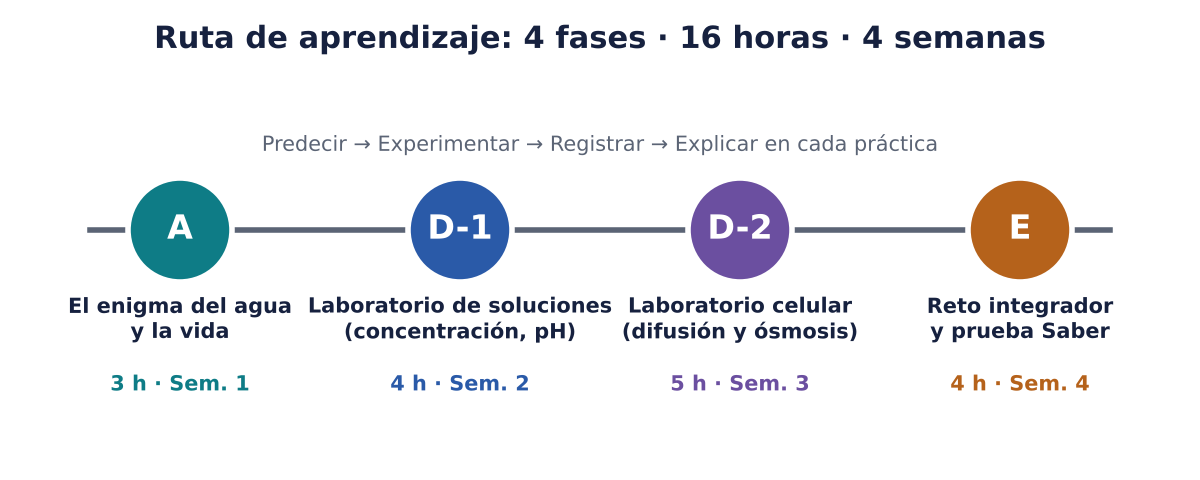 Ruta de aprendizaje: 4 fases · 16 horas · 4 semanas
Predecir → Experimentar → Registrar → Explicar en cada práctica
A
D-1
D-2
E
El enigma del agua
y la vida
Laboratorio de soluciones
(concentración, pH)
Laboratorio celular
(difusión y ósmosis)
Reto integrador
y prueba Saber
3 h · Sem. 1
4 h · Sem. 2
5 h · Sem. 3
4 h · Sem. 4